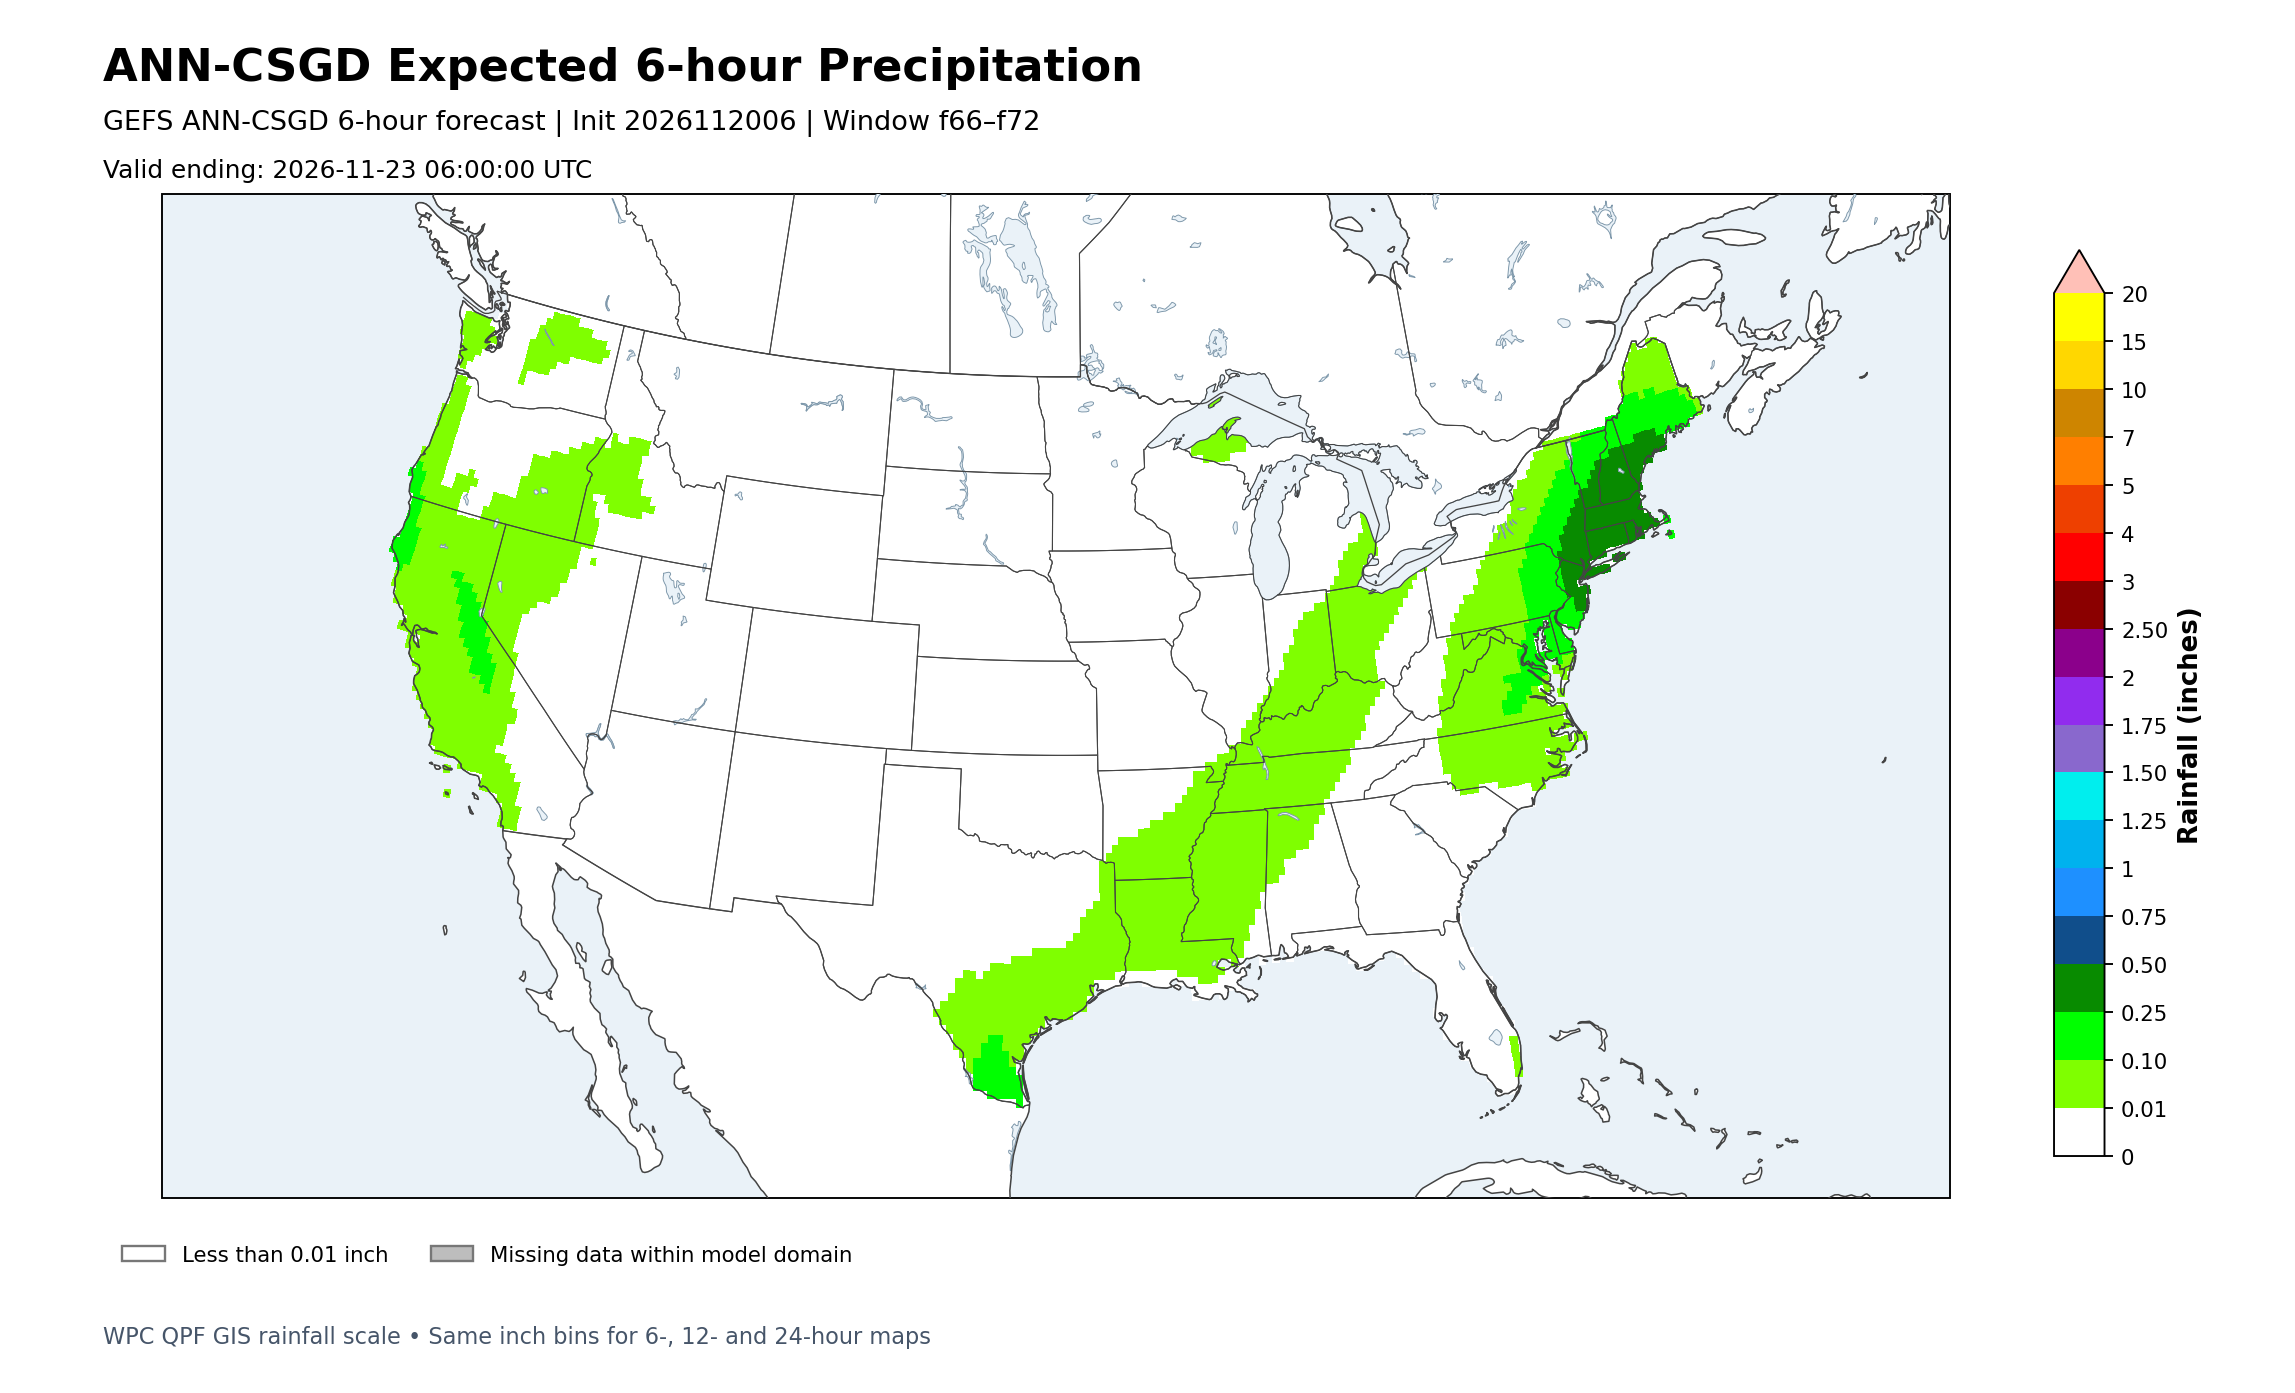 ANN-CSGD Expected 6-hour Precipitation
GEFS ANN-CSGD 6-hour forecast | Init 2026112006 | Window f66–f72
Valid ending: 2026-11-23 06:00:00 UTC
20
15
10
7
5
4
3
2.50
2
1.75
1.50
1.25
1
0.75
0.50
0.25
0.10
0.01
0
Rainfall (inches)
Less than 0.01 inch
Missing data within model domain
WPC QPF GIS rainfall scale • Same inch bins for 6-, 12- and 24-hour maps